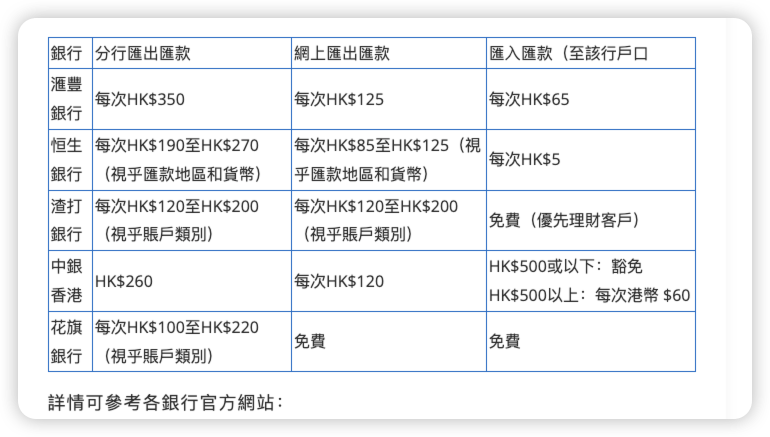 銀行 分行匯出匯款 網上匯出匯款 匯入匯款（至該行戶口
滙豐銀行 每次HK$350 每次HK$125 每次HK$65
恒生銀行 每次HK$190至HK$270（視乎匯款地區和貨幣） 每次HK$85至HK$125（視乎匯款地區和貨幣） 每次HK$5
渣打銀行 每次HK$120至HK$200（視乎賬戶類別） 每次HK$120至HK$200（視乎賬戶類別） 免費（優先理財客戶）
中銀香港 HK$260 每次HK$120 HK$500或以下：豁免
HK$500以上：每次港幣 $60
花旗銀行 每次HK$100至HK$220（視乎賬戶類別） 免費 免費
詳情可參考各銀行官方網站：